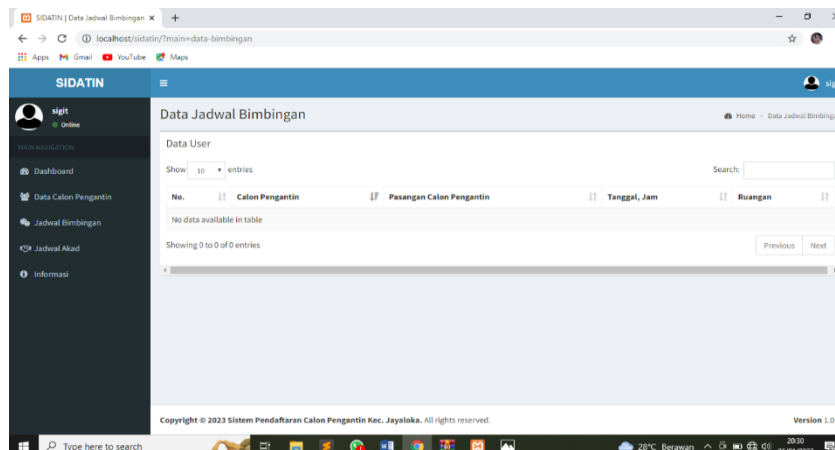 SIDATIN | Data Jadwal Bimbingan
localhost/sidatin/?main=data-bimbingan
Apps Gmail YouTube Maps
SIDATIN
sig
sigit
Online
Data Jadwal Bimbingan
Home > Data Jadwal Bimbinga
MAIN NAVIGATION
Dashboard
Data Calon Pengantin
Jadwal Bimbingan
Jadwal Akad
Informasi
Data User
Show 10 entries
Search:
No. Calon Pengantin Pasangan Calon Pengantin Tanggal, Jam Ruangan
No data available in table
Showing 0 to 0 of 0 entries
Previous Next
Copyright © 2023 Sistem Pendaftaran Calon Pengantin Kec. Jayaloka. All rights reserved.
Version 1.0
Type here to search
28°C Berawan
20:30